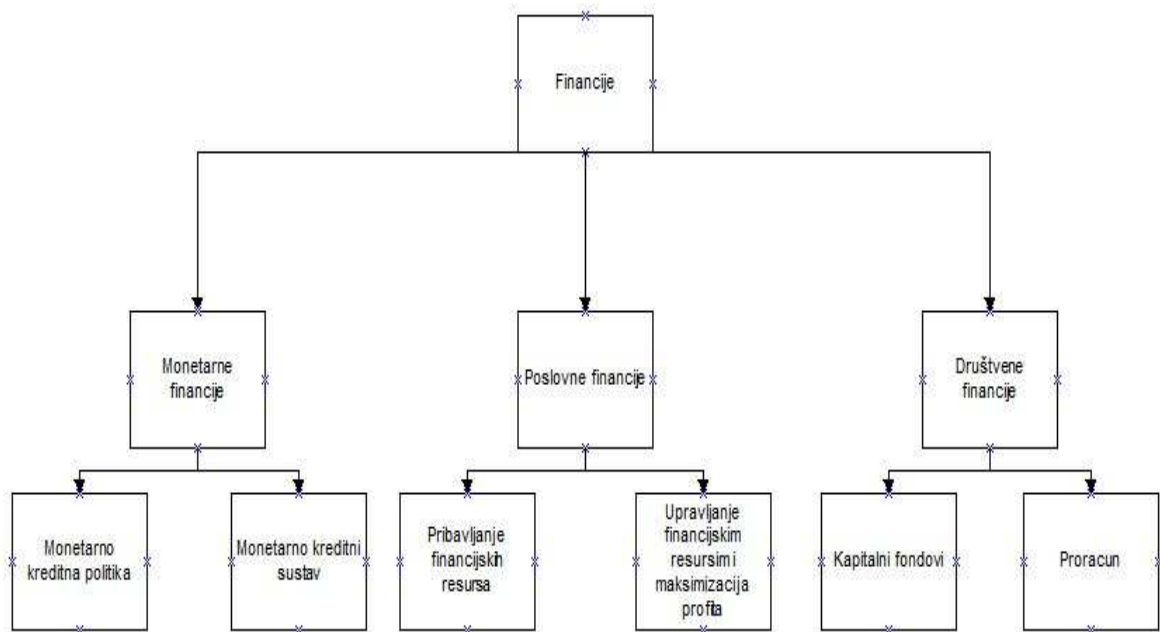 Financije
Monetarne
financije
Poslovne financije
Društvene
financije
Monetarno
kreditna politika
Monetarno kreditni
sustav
Pribavljanje
financijskih
resursa
Upravljanje
financijskim
resursim i
maksimizacija
profita
Kapitalni fondovi
Proracun